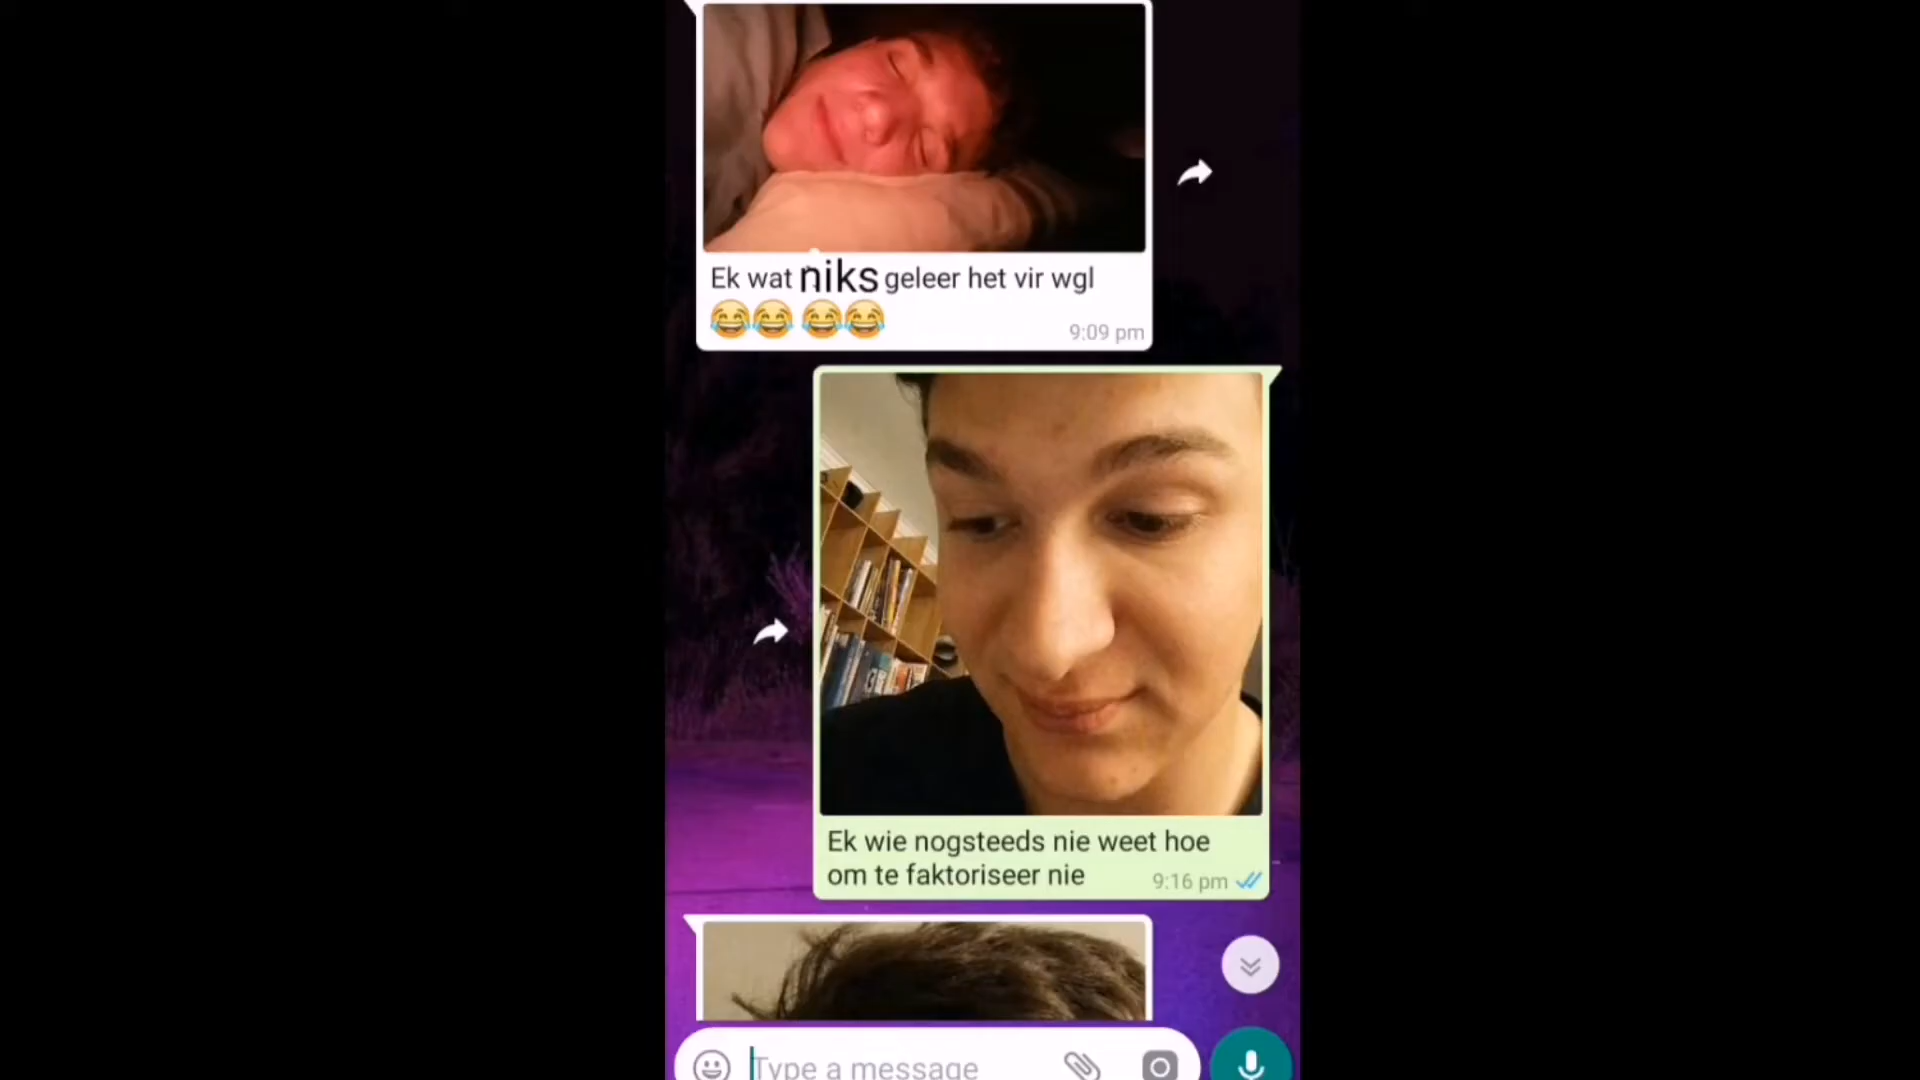 Ek wat niks geleer het vir wgl
😂😂 😂😂
9:09 pm
Ek wie nogsteeds nie weet hoe
om te faktoriseer nie
9:16 pm
Type a message